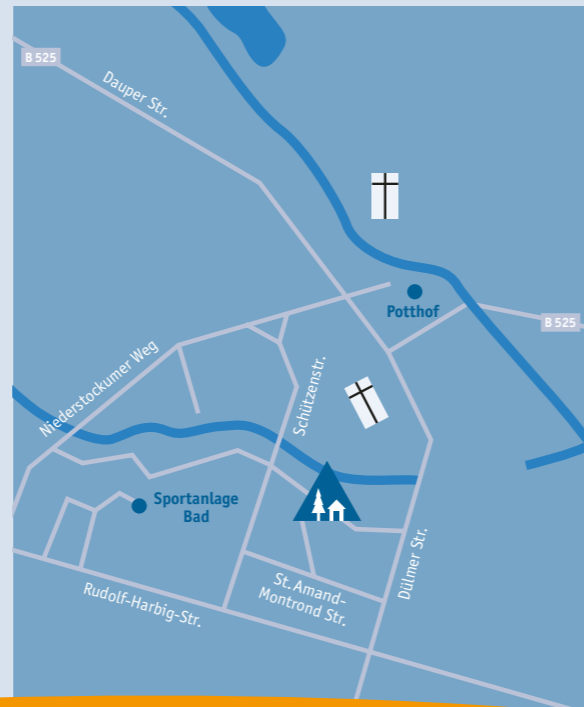 B 525
Dauper Str.
Potthof
B 525
Niederstockumer Weg
Schützenstr.
Sportanlage
Bad
Dülmer Str.
St. Amand-
Montrond Str.
Rudolf-Harbig-Str.